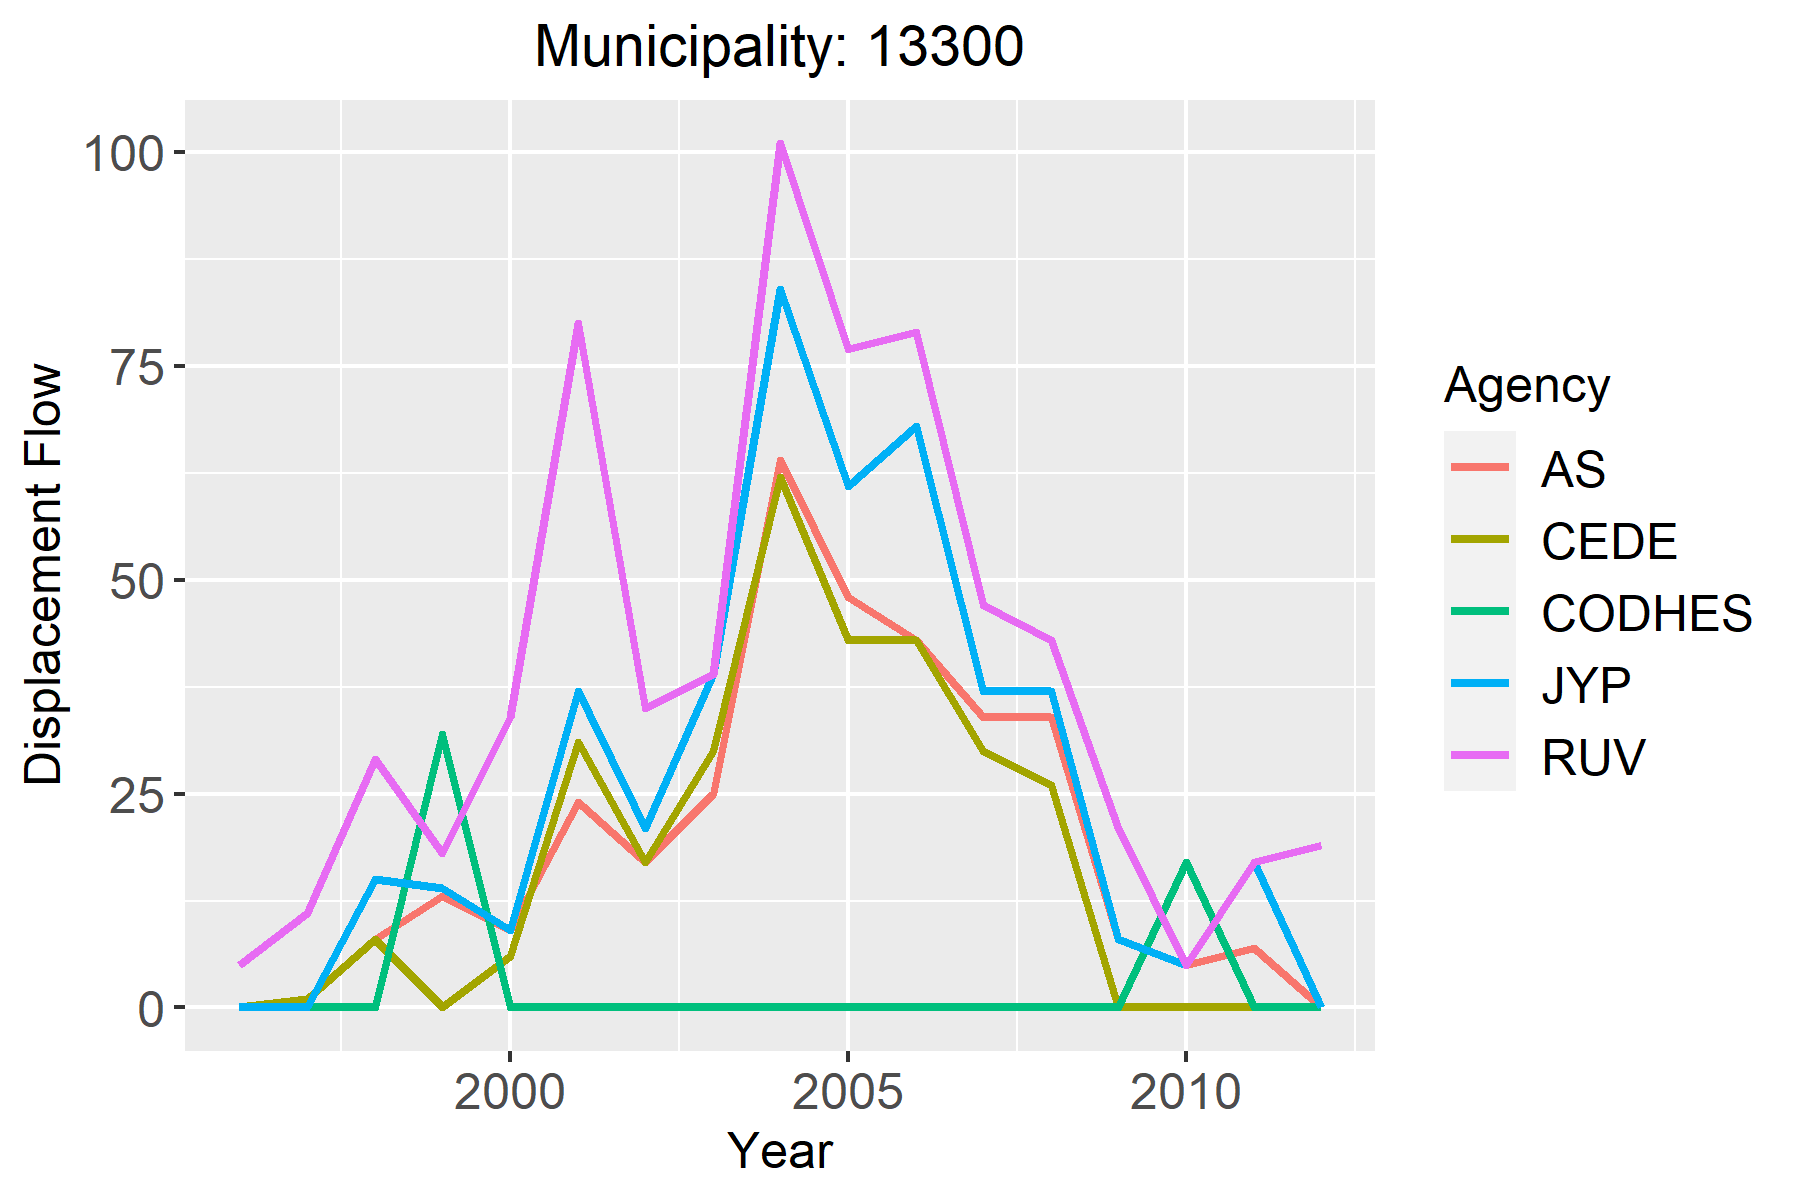 Municipality: 13300
100
75
50
25
0
Displacement Flow
2000
2005
2010
Year
Agency
AS
CEDE
CODHES
JYP
RUV